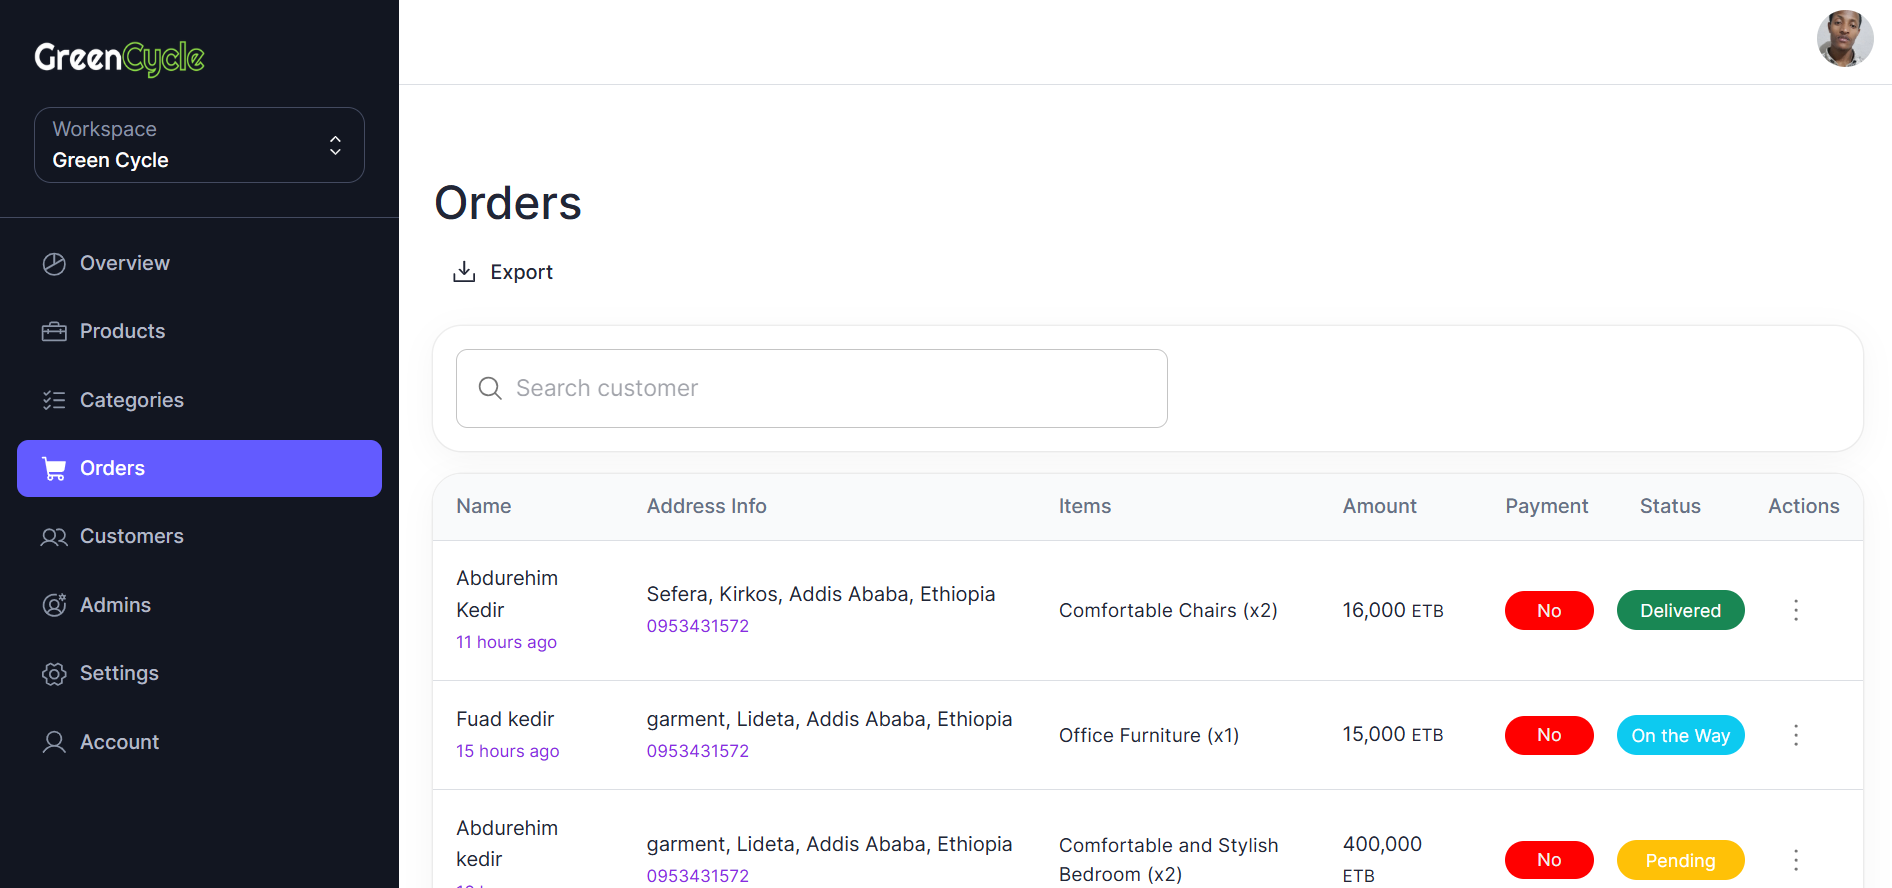 GreenCycle
Workspace
Green Cycle
Overview
Products
Categories
Orders
Customers
Admins
Settings
Account
Orders
Export
Search customer
Name Address Info Items Amount Payment Status Actions
Abdurehim
Kedir
11 hours ago
Sefera, Kirkos, Addis Ababa, Ethiopia
0953431572
Comfortable Chairs (x2)
16,000 ETB
No
Delivered
Fuad kedir
15 hours ago
garment, Lideta, Addis Ababa, Ethiopia
0953431572
Office Furniture (x1)
15,000 ETB
No
On the Way
Abdurehim
kedir
garment, Lideta, Addis Ababa, Ethiopia
0953431572
Comfortable and Stylish
Bedroom (x2)
400,000
ETB
No
Pending